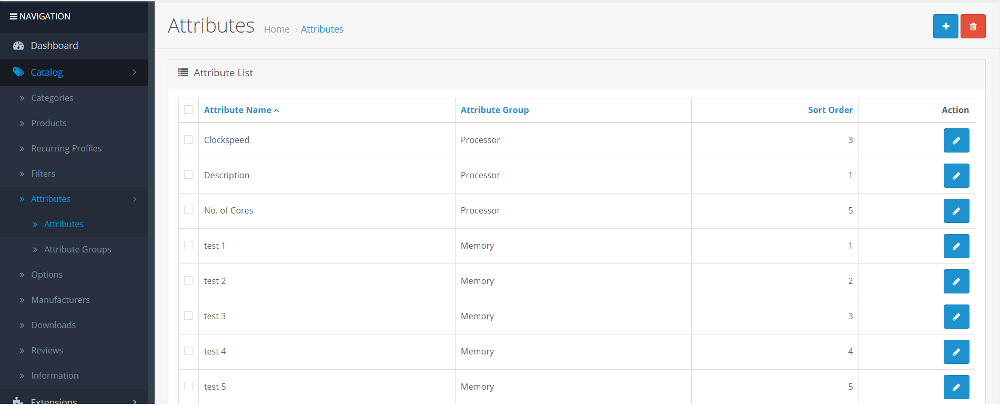 NAVIGATION
Dashboard
Catalog
Categories
Products
Recurring Profiles
Filters
Attributes
Attributes
Attribute Groups
Options
Manufacturers
Downloads
Reviews
Information
Extensions
Attributes Home › Attributes
Attribute List
Attribute Name Attribute Group Sort Order Action
Clockspeed Processor 3
Description Processor 1
No. of Cores Processor 5
test 1 Memory 1
test 2 Memory 2
test 3 Memory 3
test 4 Memory 4
test 5 Memory 5